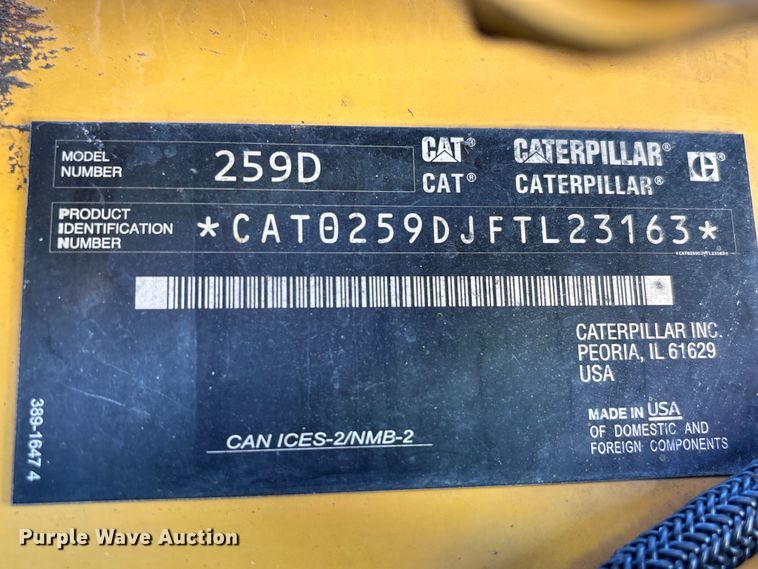 MODEL NUMBER 259D
CAT® CATERPILLAR®
CAT® CATERPILLAR®
PRODUCT IDENTIFICATION NUMBER *CAT0259DJFTL23163*
*CAT0259DJFTL23163*
CATERPILLAR INC.
PEORIA, IL 61629
USA
MADE IN USA
OF DOMESTIC AND
FOREIGN COMPONENTS
CAN ICES-2/NMB-2
389-1647 4
Purple Wave Auction